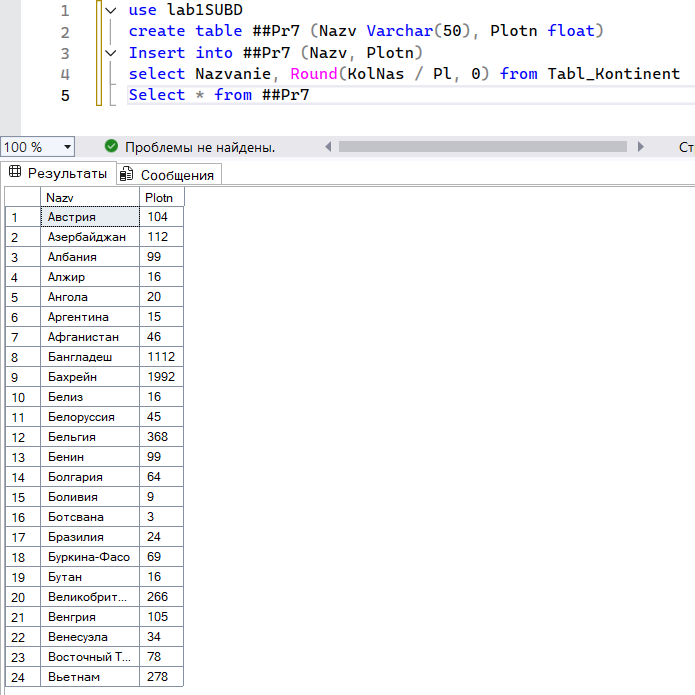 1 use lab1SUBD
2 create table ##Pr7 (Nazv Varchar(50), Plotn float)
3 Insert into ##Pr7 (Nazv, Plotn)
4 select Nazvanie, Round(KolNas / Pl, 0) from Tabl_Kontinent
5 Select * from ##Pr7
100 % Проблемы не найдены. Ст
Результаты Сообщения
Nazv Plotn
1 Австрия 104
2 Азербайджан 112
3 Албания 99
4 Алжир 16
5 Ангола 20
6 Аргентина 15
7 Афганистан 46
8 Бангладеш 1112
9 Бахрейн 1992
10 Белиз 16
11 Белоруссия 45
12 Бельгия 368
13 Бенин 99
14 Болгария 64
15 Боливия 9
16 Ботсвана 3
17 Бразилия 24
18 Буркина-Фасо 69
19 Бутан 16
20 Великобрит... 266
21 Венгрия 105
22 Венесуэла 34
23 Восточный Т... 78
24 Вьетнам 278